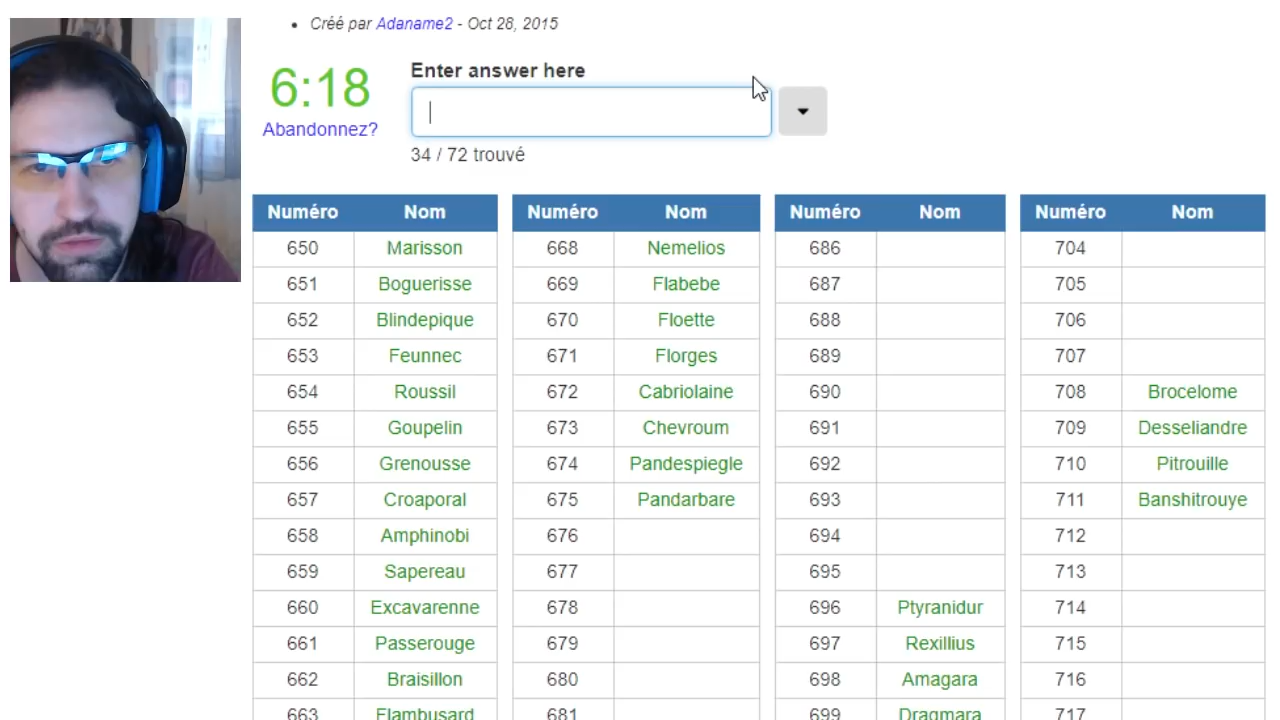 Créé par Adaname2 - Oct 28, 2015
6:18
Abandonnez?
Enter answer here
34 / 72 trouvé
Numéro Nom Numéro Nom Numéro Nom Numéro Nom
650 Marisson 668 Nemelios 686 704
651 Boguerisse 669 Flabebe 687 705
652 Blindepique 670 Floette 688 706
653 Feunnec 671 Florges 689 707
654 Roussil 672 Cabriolaine 690 708 Brocelome
655 Goupelin 673 Chevroum 691 709 Desseliandre
656 Grenousse 674 Pandespiegle 692 710 Pitrouille
657 Croaporal 675 Pandarbare 693 711 Banshitrouye
658 Amphinobi 676 694 712
659 Sapereau 677 695 713
660 Excavarenne 678 696 Ptyranidur 714
661 Passerouge 679 697 Rexillius 715
662 Braisillon 680 698 Amagara 716
663 Flambusard 681 699 Dragmara 717